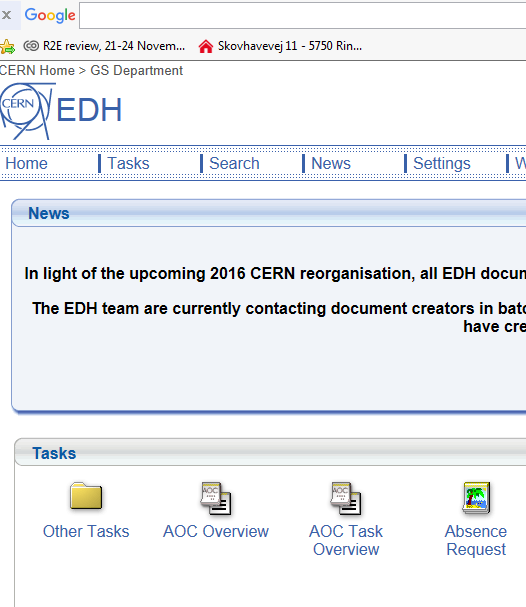 x Google
R2E review, 21-24 Novem... Skovhavevej 11 - 5750 Rin...
CERN Home > GS Department
CERN EDH
Home Tasks Search News Settings W
News
In light of the upcoming 2016 CERN reorganisation, all EDH docun
The EDH team are currently contacting document creators in batc
have cre
Tasks
AOC AOC
Other Tasks AOC Overview AOC Task Absence
Overview Request